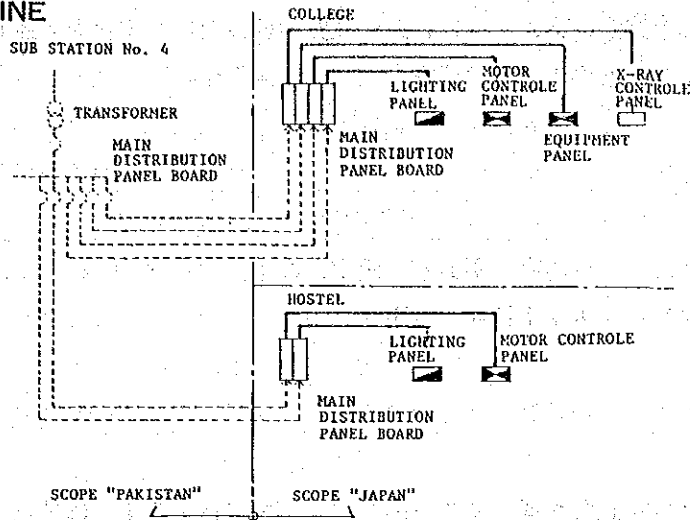 INE
SUB STATION No. 4
TRANSFORMER
MAIN
DISTRIBUTION
PANEL BOARD
COLLEGE
LIGHTING
PANEL
MOTOR
CONTROLE
PANEL
X-RAY
CONTROLE
PANEL
EQUIPMENT
PANEL
MAIN
DISTRIBUTION
PANEL BOARD
HOSTEL
LIGHTING
PANEL
MOTOR CONTROLE
PANEL
MAIN
DISTRIBUTION
PANEL BOARD
SCOPE "PAKISTAN"
SCOPE "JAPAN"